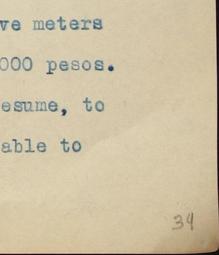 ve meters
000 pesos.
esume, to
able to
34